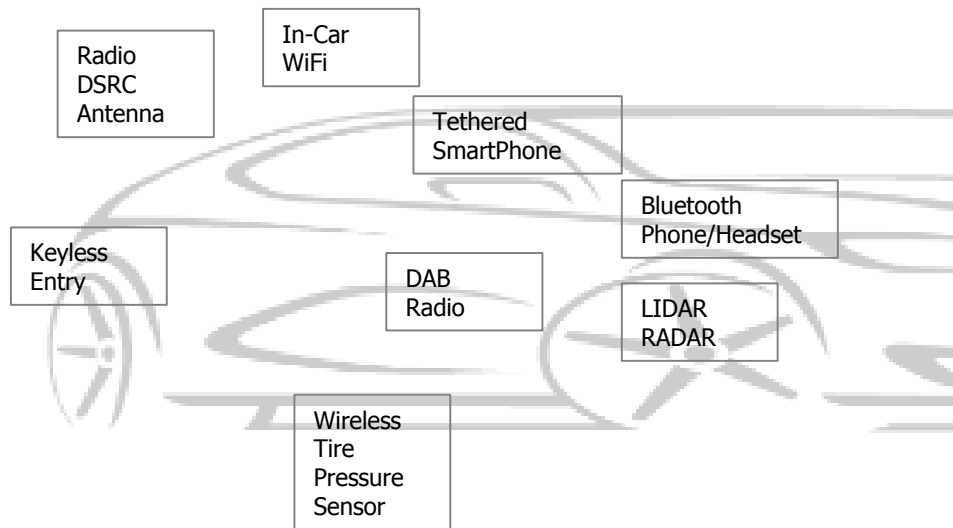 Radio
DSRC
Antenna
In-Car
WiFi
Tethered
SmartPhone
Bluetooth
Phone/Headset
Keyless
Entry
DAB
Radio
LIDAR
RADAR
Wireless
Tire
Pressure
Sensor